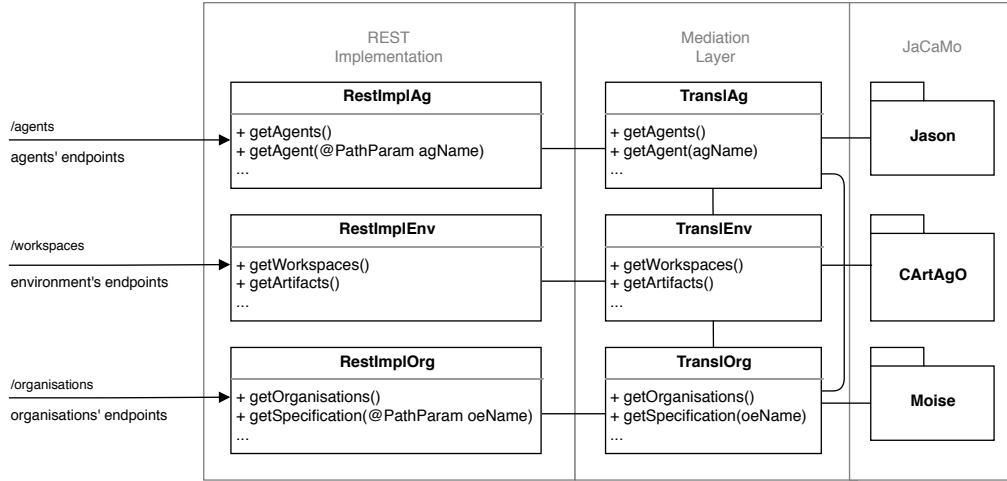 REST
Implementation
Mediation
Layer
JaCaMo
/agents
agents' endpoints
RestImplAg
+ getAgents()
+ getAgent(@PathParam agName)
...
TranslAg
+ getAgents()
+ getAgent(agName)
...
Jason
/workspaces
environment's endpoints
RestImplEnv
+ getWorkspaces()
+ getArtifacts()
...
TranslEnv
+ getWorkspaces()
+ getArtifacts()
...
CArtAgO
/organisations
organisations' endpoints
RestImplOrg
+ getOrganisations()
+ getSpecification(@PathParam oeName)
...
TranslOrg
+ getOrganisations()
+ getSpecification(oeName)
...
Moise